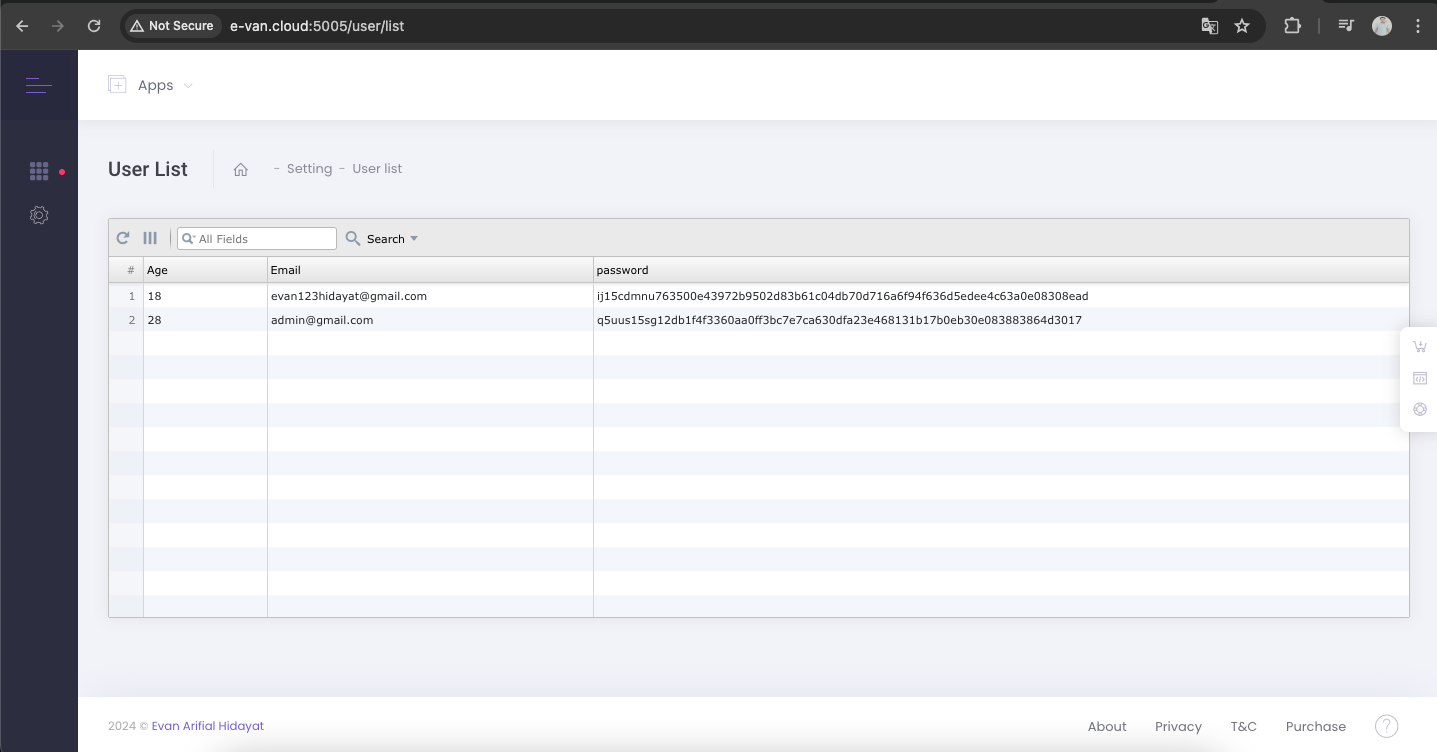 Not Secure e-van.cloud:5005/user/list
Apps
User List - Setting - User list
All Fields Search
# Age Email password
1 18 evan123hidayat@gmail.com ij15cdmnu763500e43972b9502d83b61c04db70d716a6f94f636d5edee4c63a0e08308ead
2 28 admin@gmail.com q5uus15sg12db1f4f3360aa0ff3bc7e7ca630dfa23e468131b17b0eb30e083883864d3017
2024 © Evan Arifial Hidayat About Privacy T&C Purchase ?